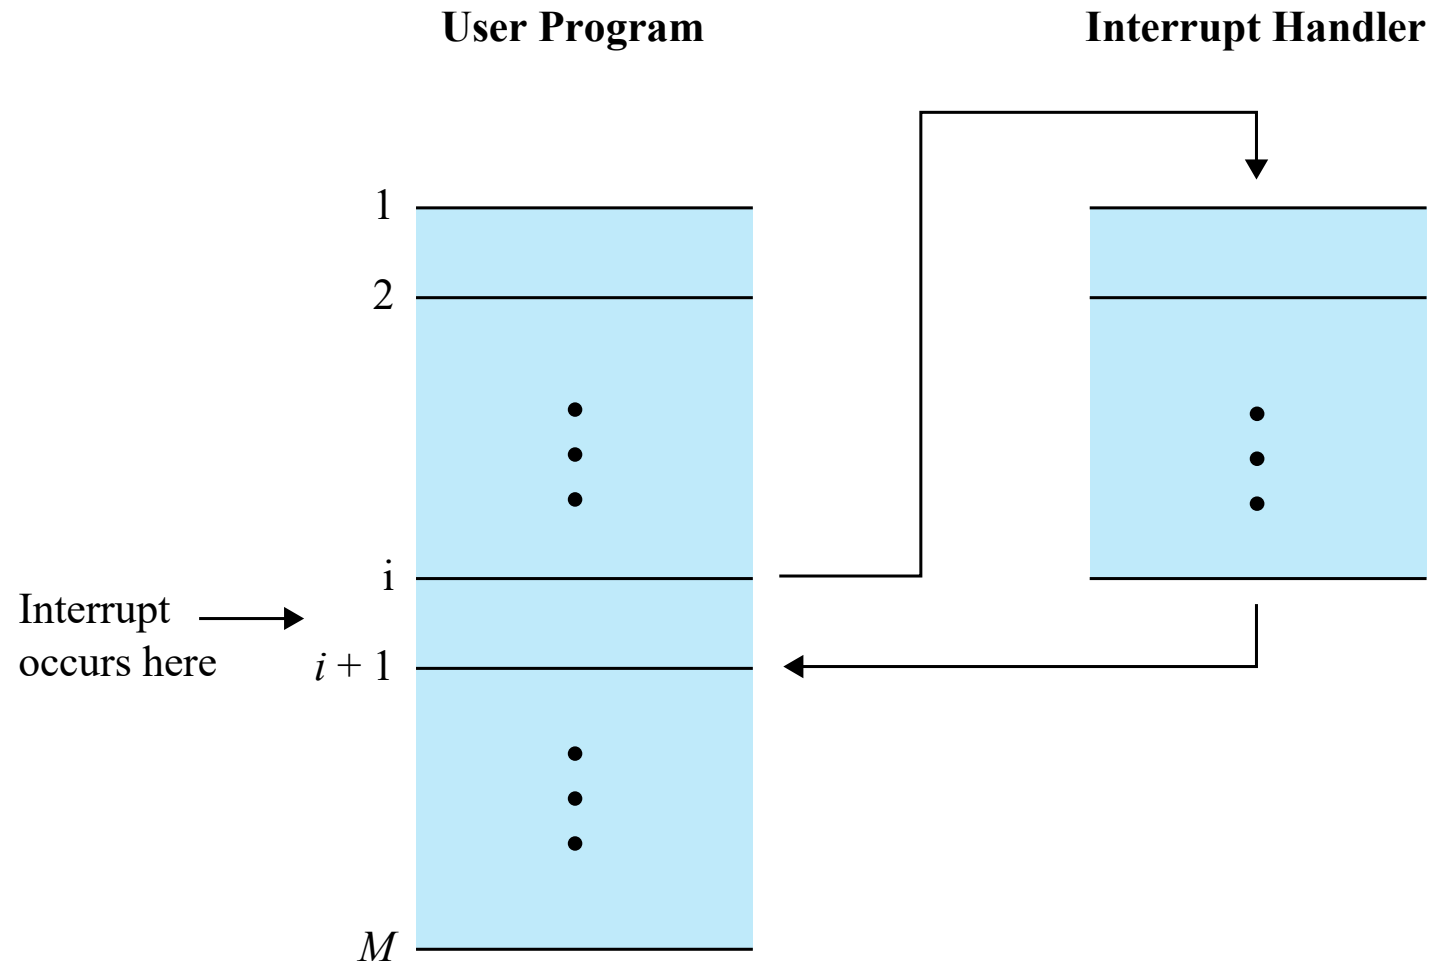 User Program
Interrupt Handler
1
2
i
Interrupt
occurs here
i + 1
M